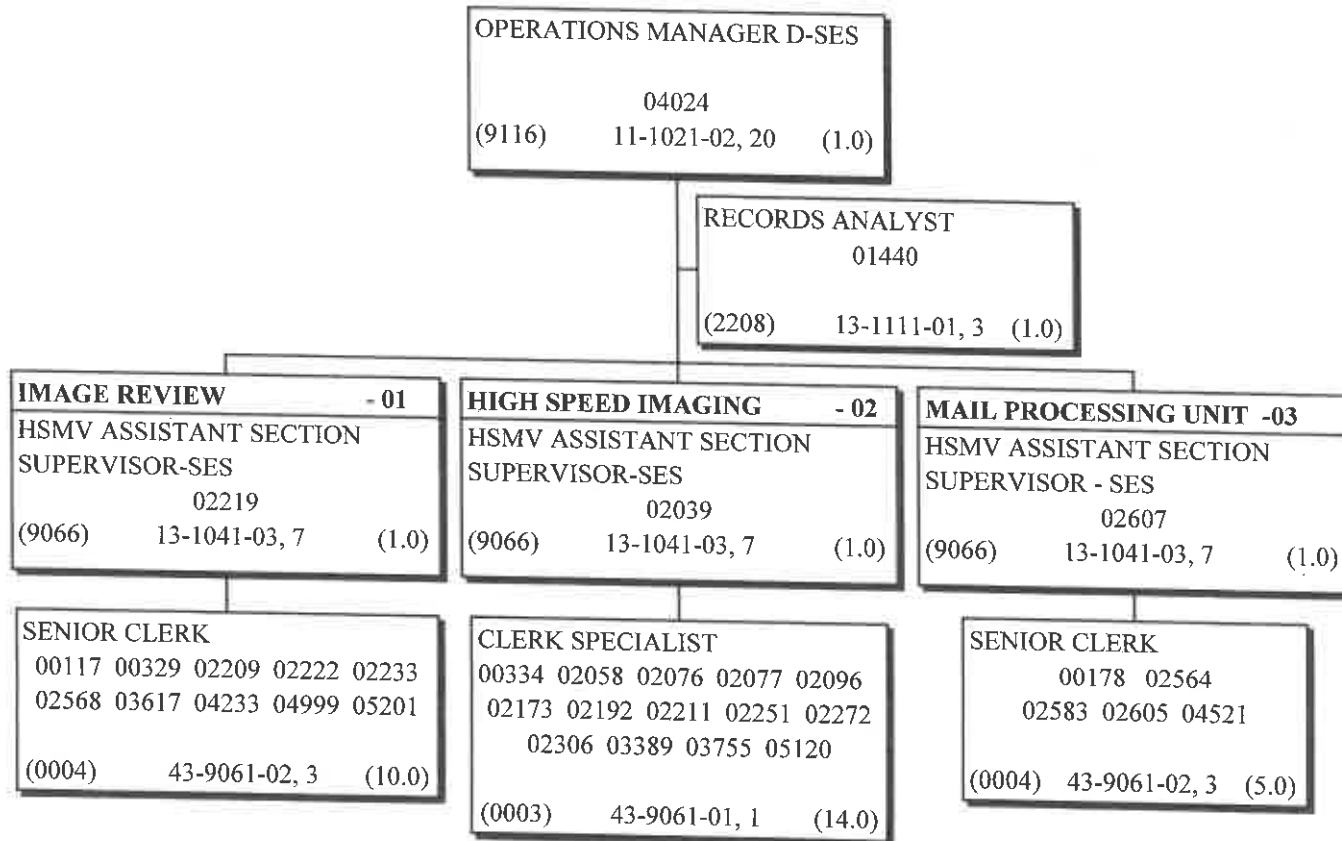 OPERATIONS MANAGER D-SES
04024
(9116) 11-1021-02, 20 (1.0)
RECORDS ANALYST
01440
(2208) 13-1111-01, 3 (1.0)
IMAGE REVIEW - 01
HSMV ASSISTANT SECTION
SUPERVISOR-SES
02219
(9066) 13-1041-03, 7 (1.0)
SENIOR CLERK
00117 00329 02209 02222 02233
02568 03617 04233 04999 05201
(0004) 43-9061-02, 3 (10.0)
HIGH SPEED IMAGING - 02
HSMV ASSISTANT SECTION
SUPERVISOR-SES
02039
(9066) 13-1041-03, 7 (1.0)
CLERK SPECIALIST
00334 02058 02076 02077 02096
02173 02192 02211 02251 02272
02306 03389 03755 05120
(0003) 43-9061-01, 1 (14.0)
MAIL PROCESSING UNIT -03
HSMV ASSISTANT SECTION
SUPERVISOR - SES
02607
(9066) 13-1041-03, 7 (1.0)
SENIOR CLERK
00178 02564
02583 02605 04521
(0004) 43-9061-02, 3 (5.0)